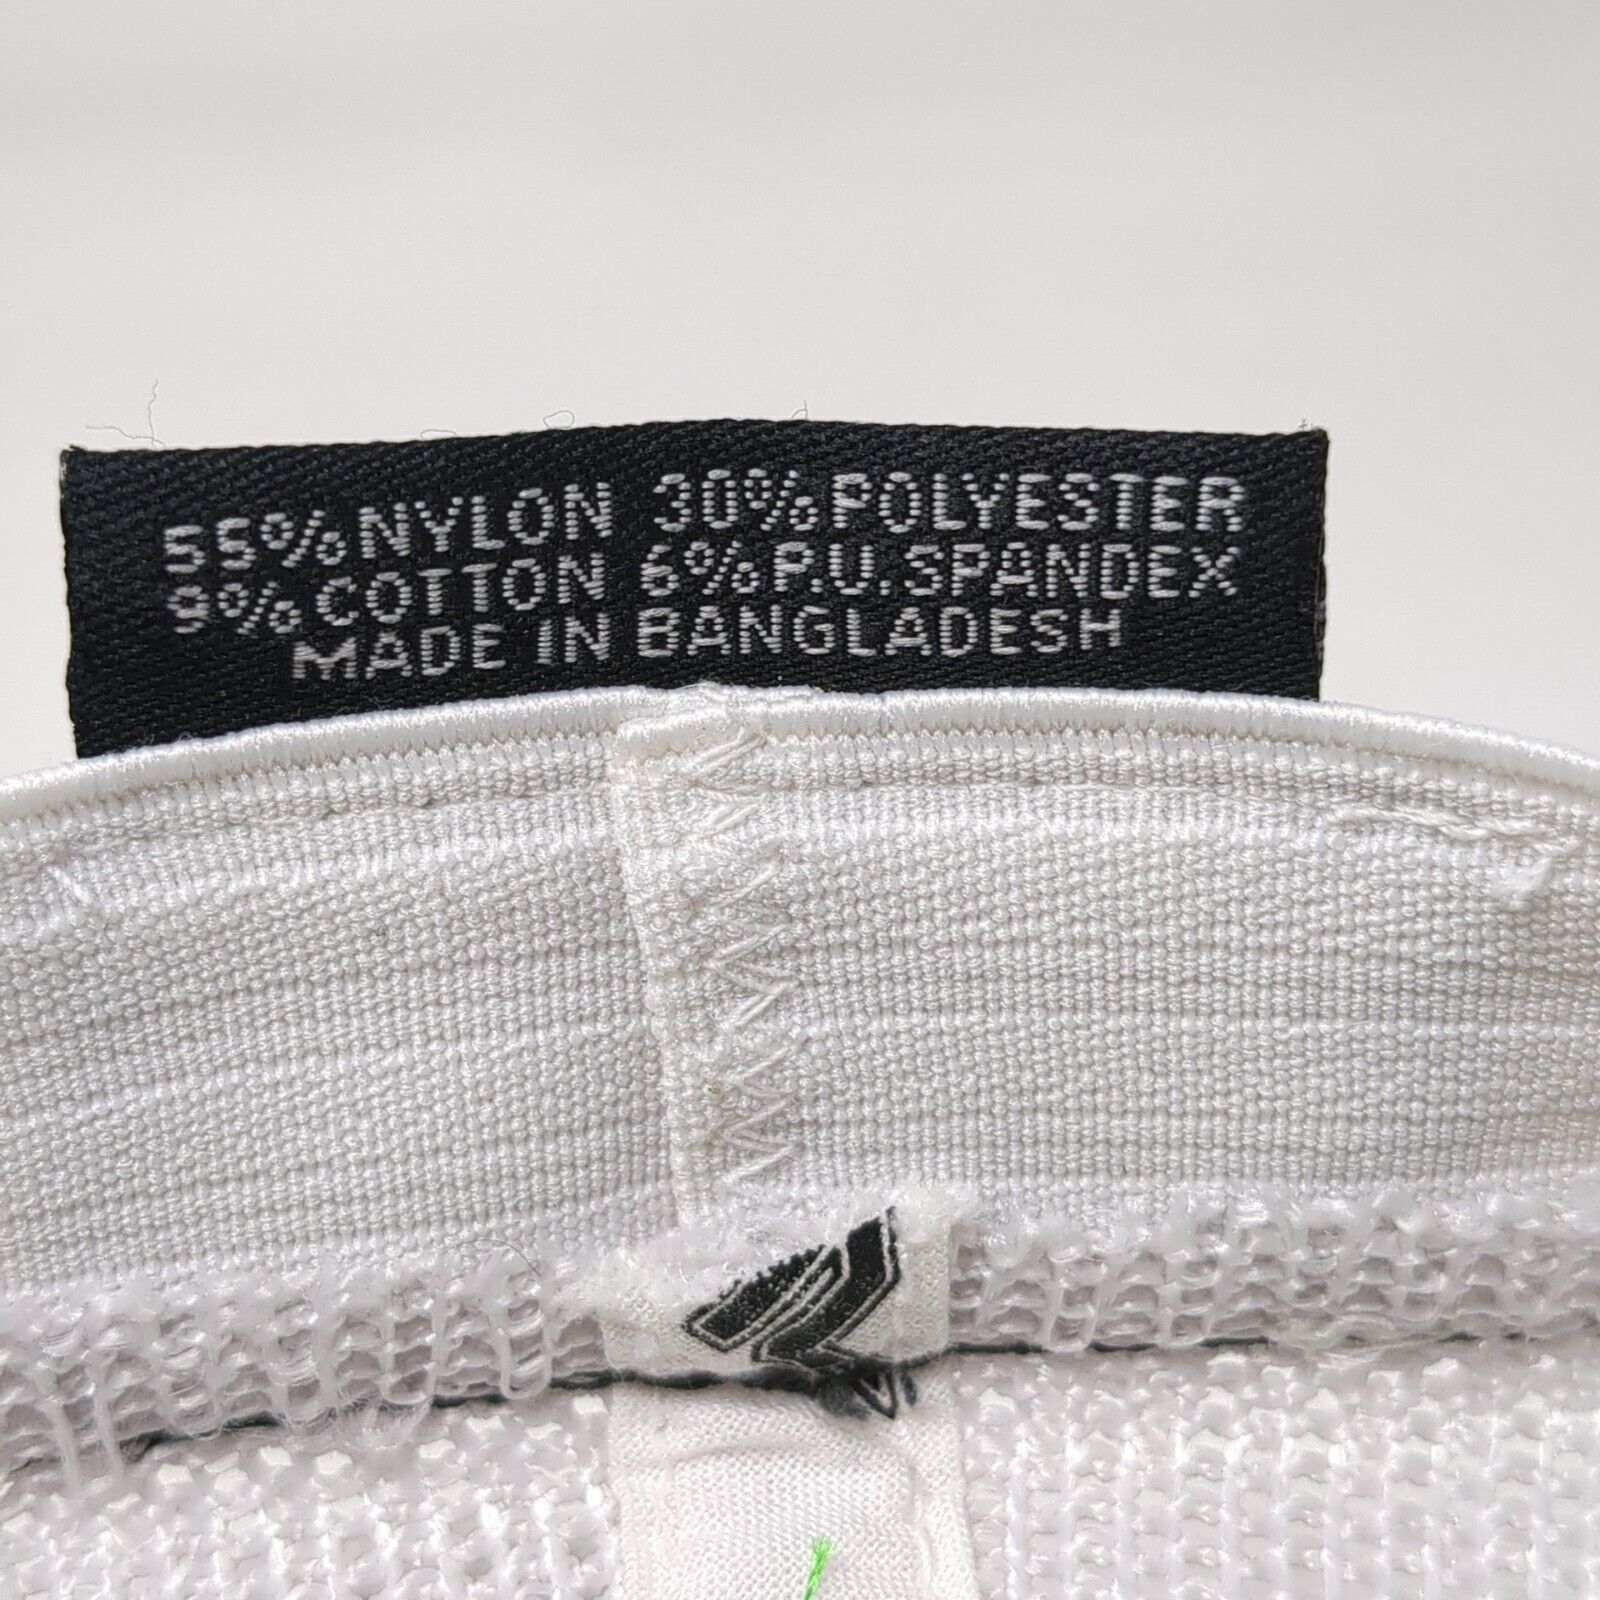 55% NYLON 30% POLYESTER
9% COTTON 6% P.U.SPANDEX
MADE IN BANGLADESH